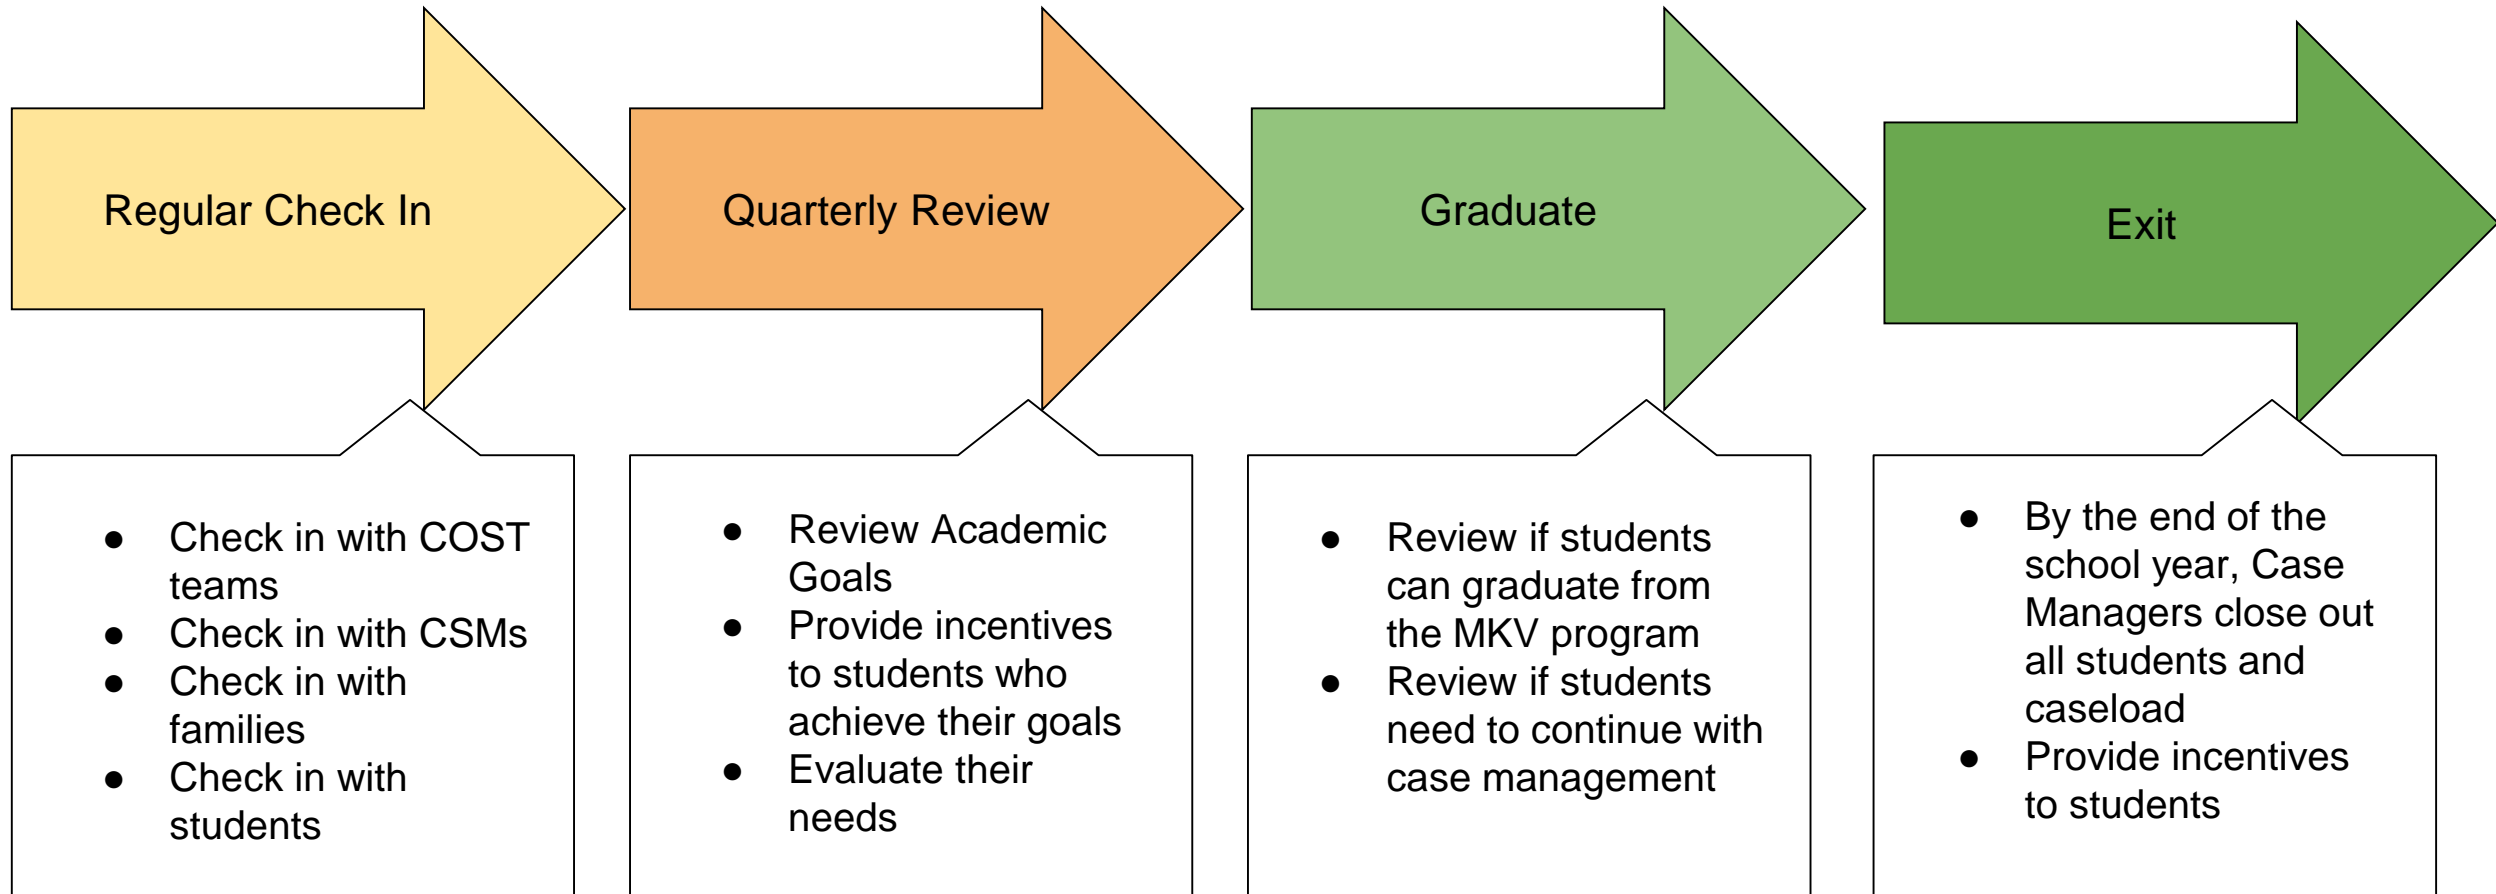 Regular Check In
Quarterly Review
Graduate
Exit
● Check in with COST
teams
● Check in with CSMs
● Check in with
families
● Check in with
students
● Review Academic
Goals
● Provide incentives
to students who
achieve their goals
● Evaluate their
needs
● Review if students
can graduate from
the MKV program
● Review if students
need to continue with
case management
● By the end of the
school year, Case
Managers close out
all students and
caseload
● Provide incentives
to students